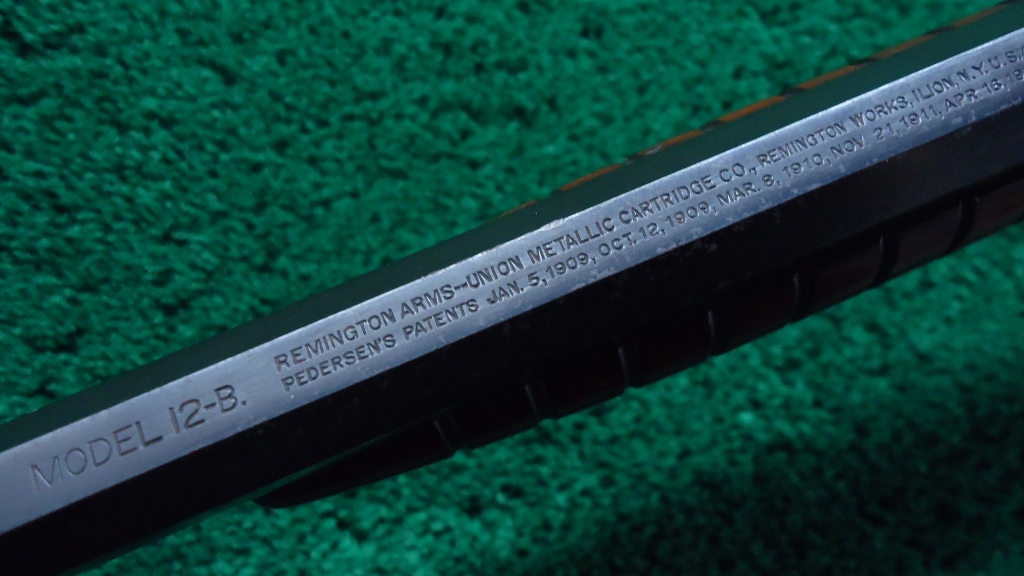 MODEL 12-B.
REMINGTON ARMS-UNION METALLIC CARTRIDGE CO., REMINGTON WORKS, ILION, N.Y. U.S.
PEDERSEN'S PATENTS JAN. 5, 1909, OCT. 12, 1909, MAR. 8, 1910, NOV. 21, 1911, APR. 16,